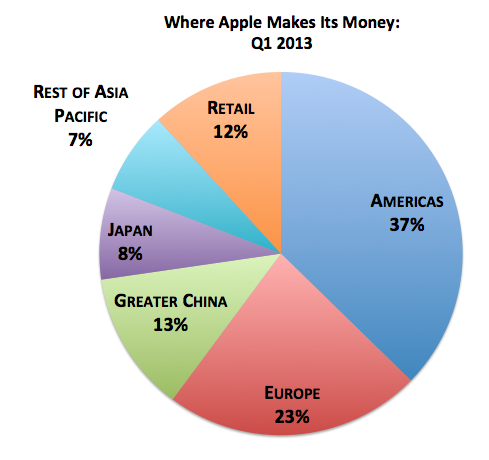 Where Apple Makes Its Money:
Q1 2013
REST OF ASIA
PACIFIC
7%
RETAIL
12%
AMERICAS
37%
JAPAN
8%
GREATER CHINA
13%
EUROPE
23%